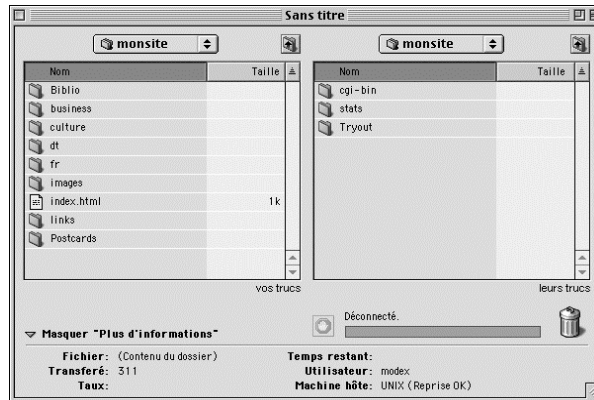 Sans titre
monsite
monsite
Nom Taille
Biblio
business
culture
dt
fr
images
index.html 1k
links
Postcards
vos trucs
Nom Taille
cgi-bin
stats
Tryout
leurs trucs
Déconnecté.
Masquer "Plus d'informations"
Fichier: (Contenu du dossier)
Transferé: 311
Taux:
Temps restant:
Utilisateur: modex
Machine hôte: UNIX (Reprise OK)